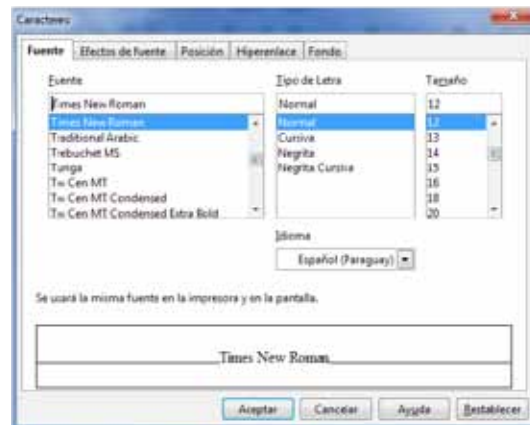 Caracteres
Fuente Efectos de fuente Posición Hiperenlace Fondo
Fuente Tipo de Letra Tamaño
Times New Roman Normal 12
Times New Roman Normal 12
Traditional Arabic Cursiva 13
Trebuchet MS Negrita 14
Tunga Negrita Cursiva 15
Tw Cen MT 16
Tw Cen MT Condensed 18
Tw Cen MT Condensed Extra Bold 20
Idioma
Español (Paraguay)
Se usará la misma fuente en la impresora y en la pantalla.
Times New Roman
Aceptar Cancelar Ayuda Restablecer